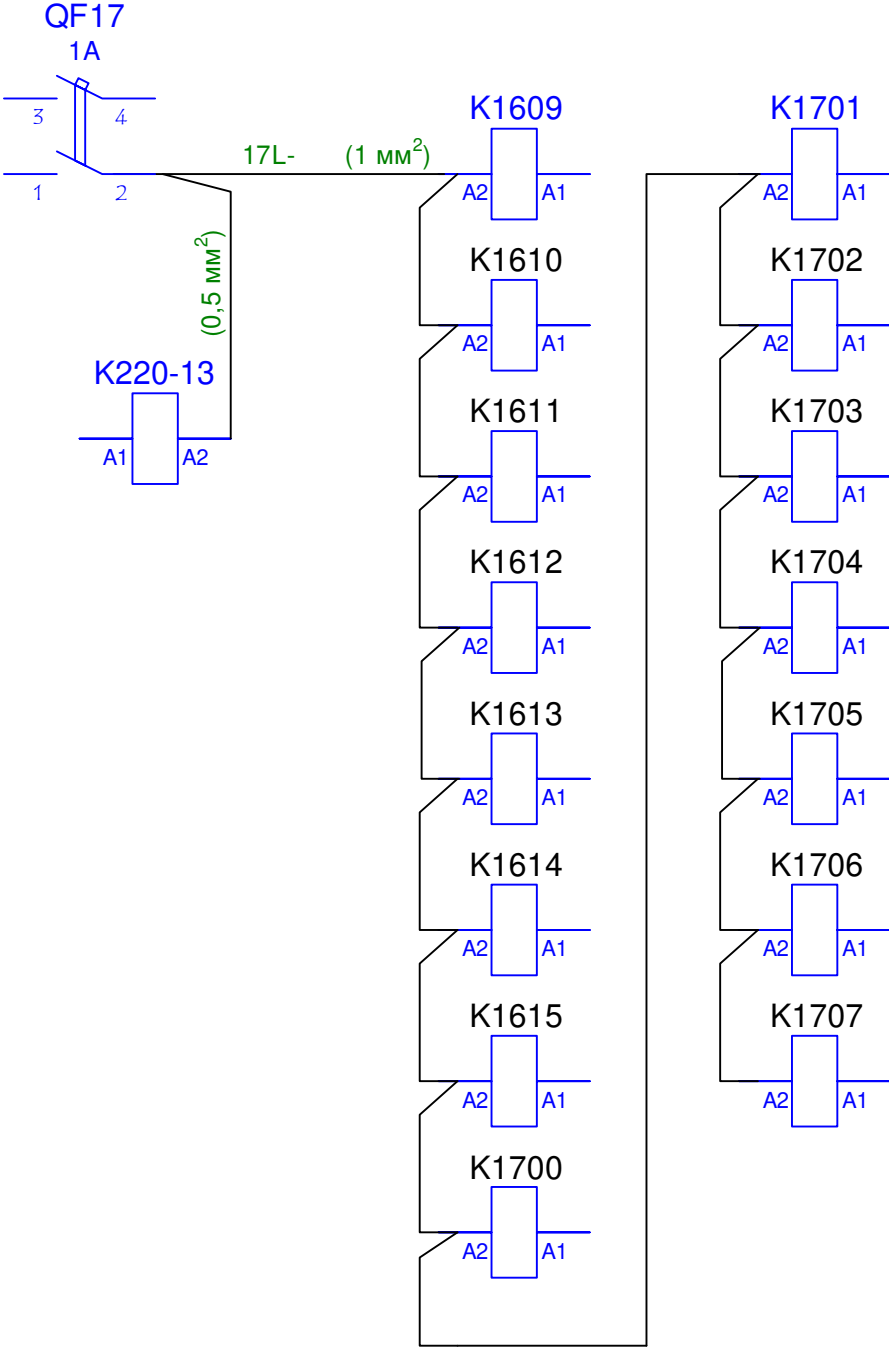 QF17
1A
3 4
1 2
17L- (1 мм²)
(0,5 мм²)
K220-13
A1 A2
K1609
A2 A1
K1610
A2 A1
K1611
A2 A1
K1612
A2 A1
K1613
A2 A1
K1614
A2 A1
K1615
A2 A1
K1700
A2 A1
K1701
A2 A1
K1702
A2 A1
K1703
A2 A1
K1704
A2 A1
K1705
A2 A1
K1706
A2 A1
K1707
A2 A1